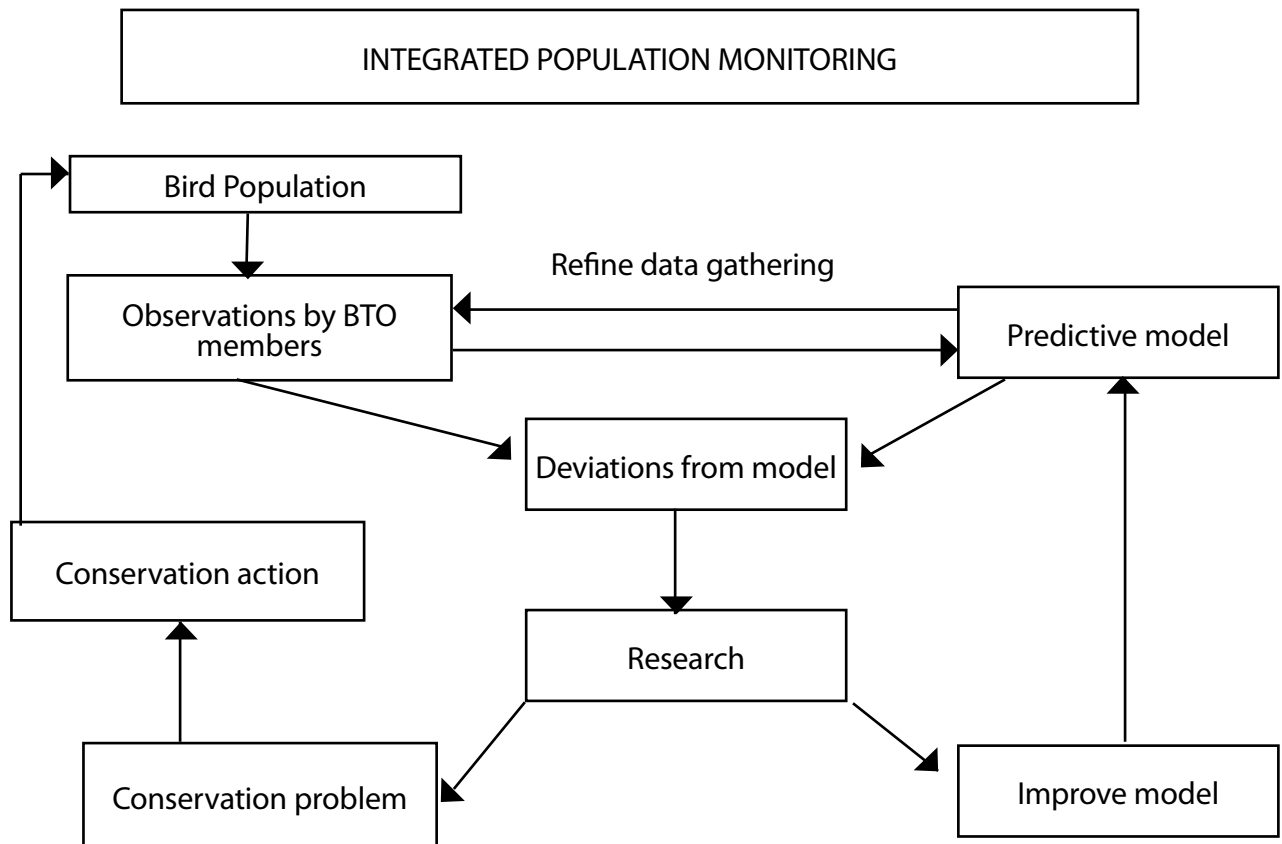 INTEGRATED POPULATION MONITORING
Bird Population
Refine data gathering
Observations by BTO
members
Predictive model
Deviations from model
Conservation action
Research
Conservation problem
Improve model